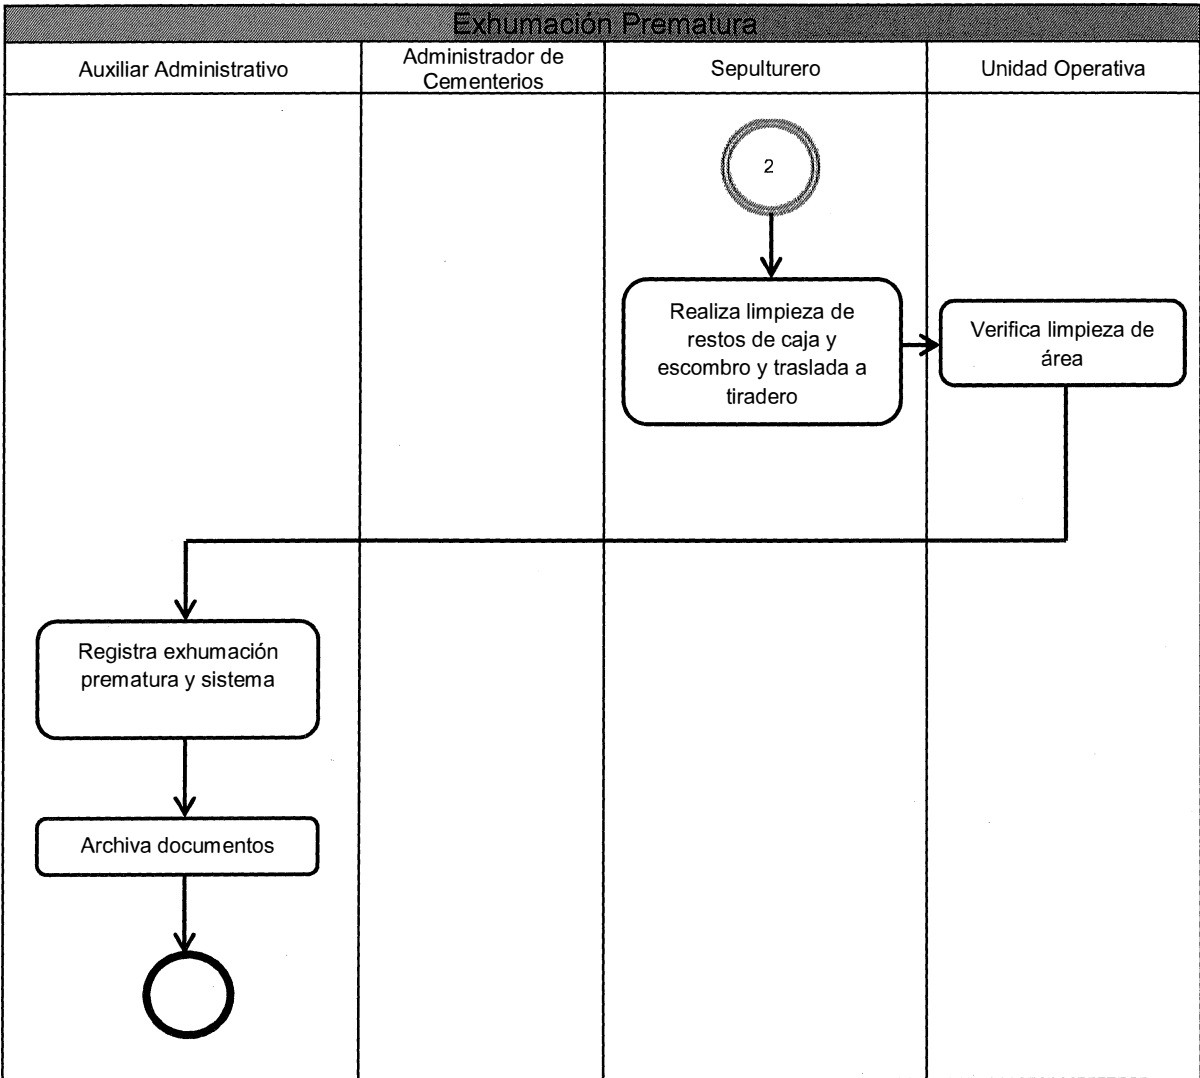 Exhumación Prematura
Auxiliar Administrativo
Administrador de
Cementerios
Sepulturero
Unidad Operativa
2
Realiza limpieza de
restos de caja y
escombro y traslada a
tiradero
Verifica limpieza de
área
Registra exhumación
prematura y sistema
Archiva documentos